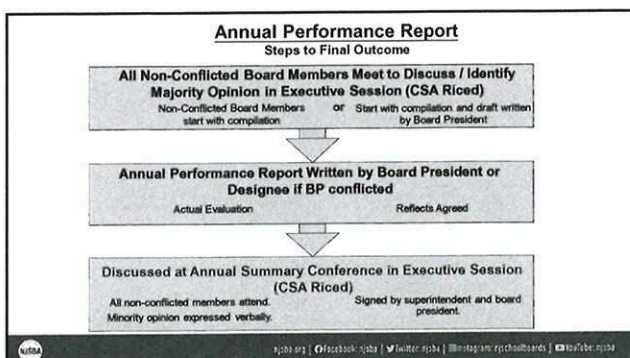 Annual Performance Report
Steps to Final Outcome
All Non-Conflicted Board Members Meet to Discuss / Identify
Majority Opinion in Executive Session (CSA Riced)
Non-Conflicted Board Members
start with compilation
or
Start with compilation and draft written
by Board President
Annual Performance Report Written by Board President or
Designee if BP conflicted
Actual Evaluation
Reflects Agreed
Discussed at Annual Summary Conference in Executive Session
(CSA Riced)
All non-conflicted members attend.
Minority opinion expressed verbally.
Signed by superintendent and board
president.
NJSBA
njsba.org | Facebook: njsba | Twitter: njsba | Instagram: njschoolboards | YouTube: njsba